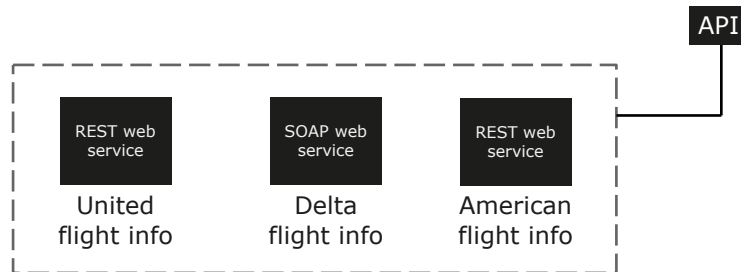 API
REST web
service
SOAP web
service
REST web
service
United
flight info
Delta
flight info
American
flight info